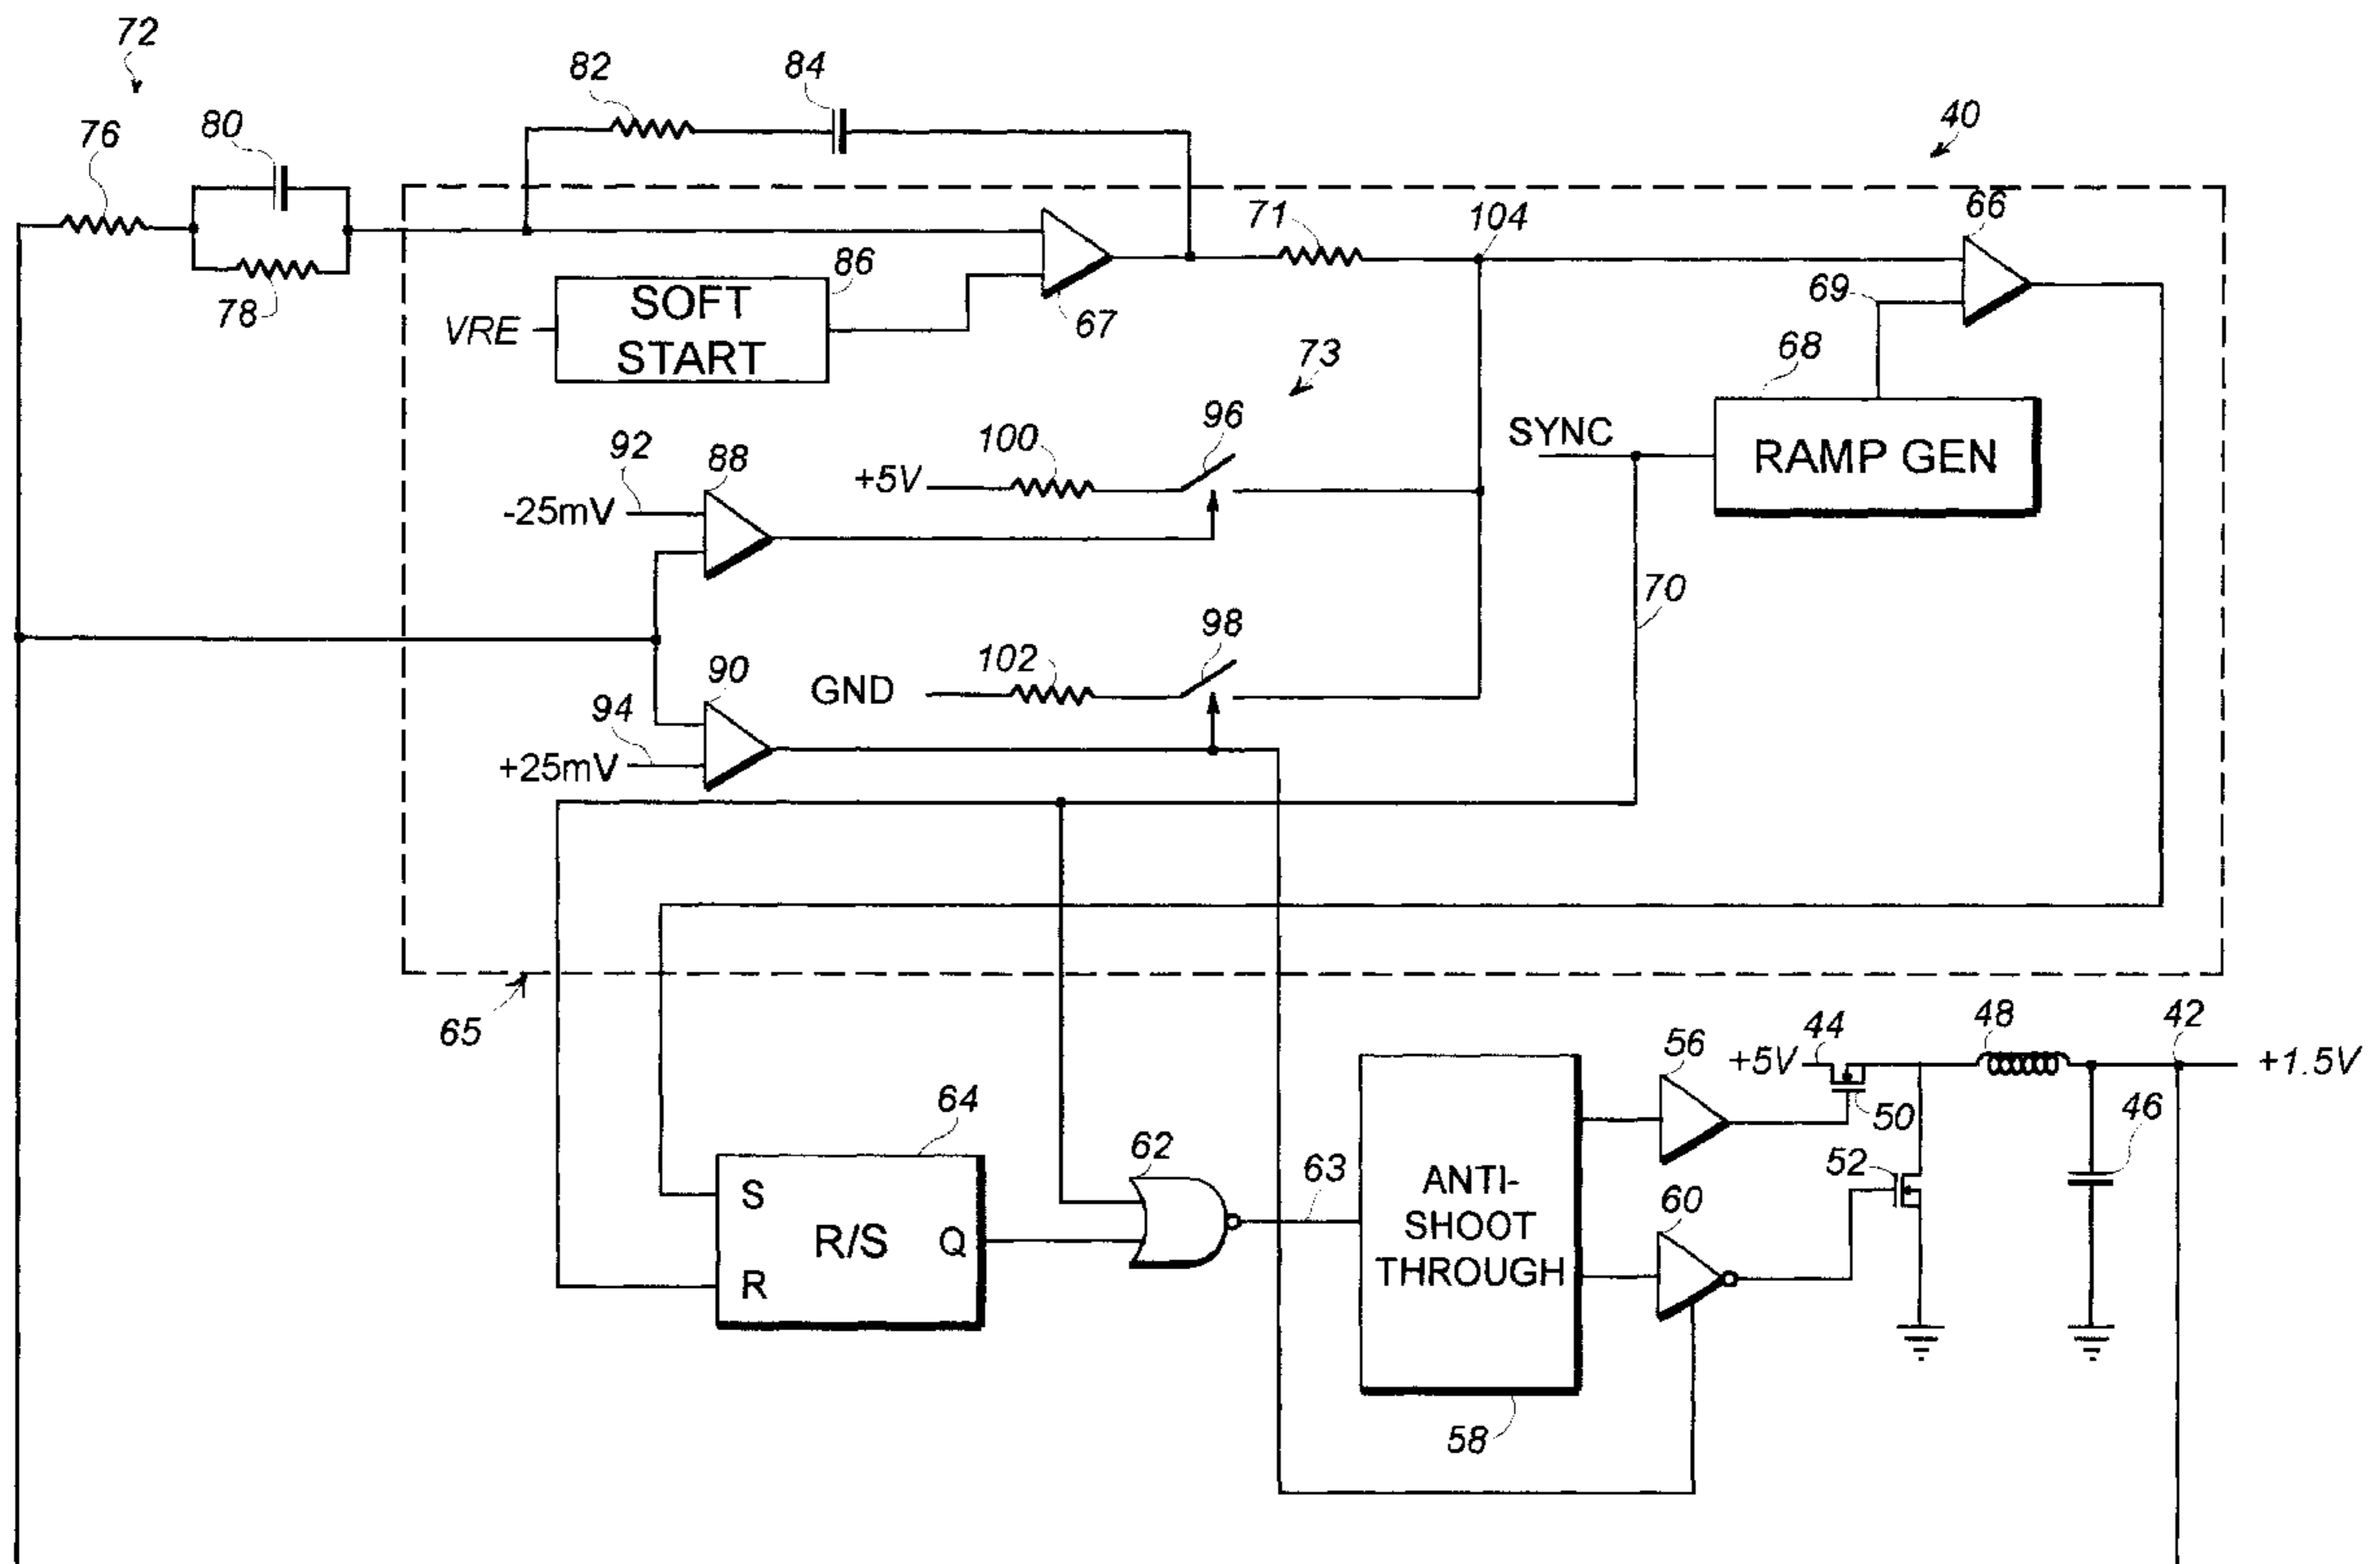 72
82
84
76
80
40
71
104
66
86
SOFT
START
78
VRE
67
69
73
68
96
92
88
100
SYNC
+5V
RAMP GEN
-25mV
70
98
90
102
GND
94
+25mV
65
64
S
R/S
Q
R
62
63
ANTI-
SHOOT
THROUGH
58
56
+5V
44
48
42
+1.5V
50
46
52
60